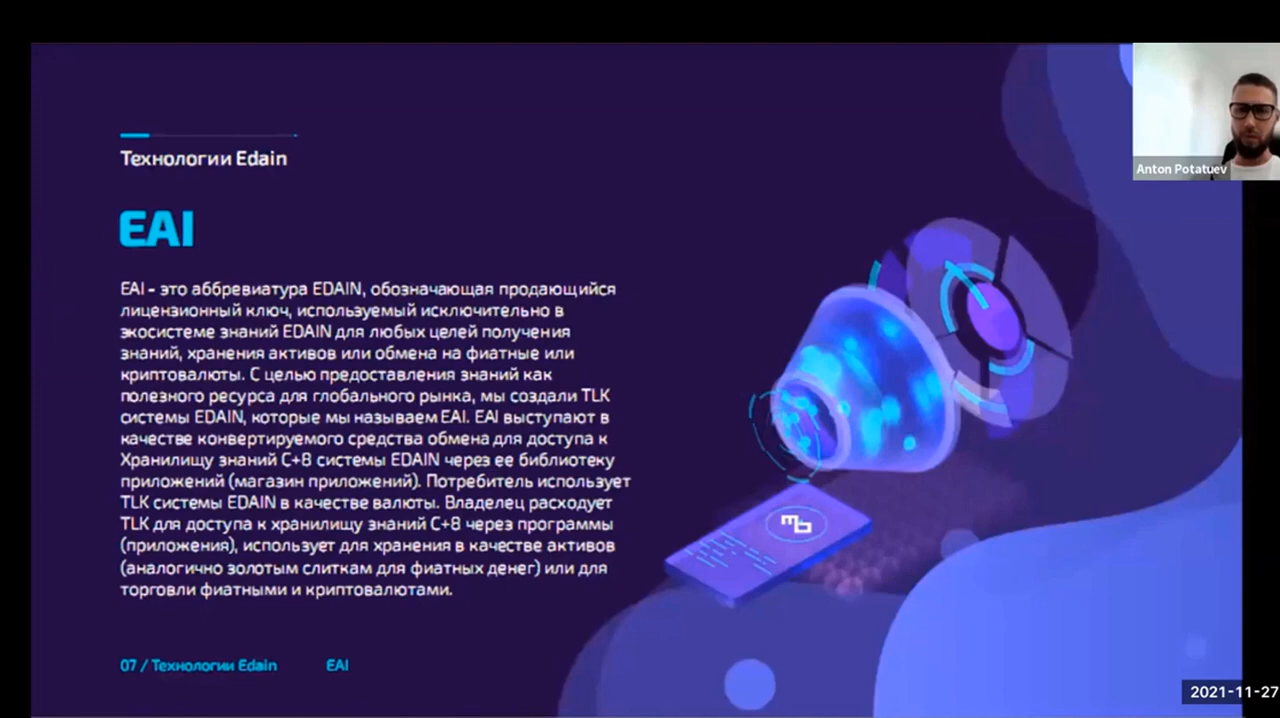 Технологии Edain
EAI
EAI - это аббревиатура EDAIN, обозначающая продающийся
лицензионный ключ, используемый исключительно в
экосистеме знаний EDAIN для любых целей получения
знаний, хранения активов или обмена на фиатные или
криптовалюты. С целью предоставления знаний как
полезного ресурса для глобального рынка, мы создали TLK
системы EDAIN, которые мы называем EAI. EAI выступают в
качестве конвертируемого средства обмена для доступа к
Хранилищу знаний C+8 системы EDAIN через ее библиотеку
приложений (магазин приложений). Потребитель использует
TLK системы EDAIN в качестве валюты. Владелец расходует
TLK для доступа к хранилищу знаний C+8 через программы
(приложения), использует для хранения в качестве активов
(аналогично золотым слиткам для фиатных денег) или для
торговли фиатными и криптовалютами.
07 / Технологии Edain EAI
Anton Potatuev
mb
2021-11-27